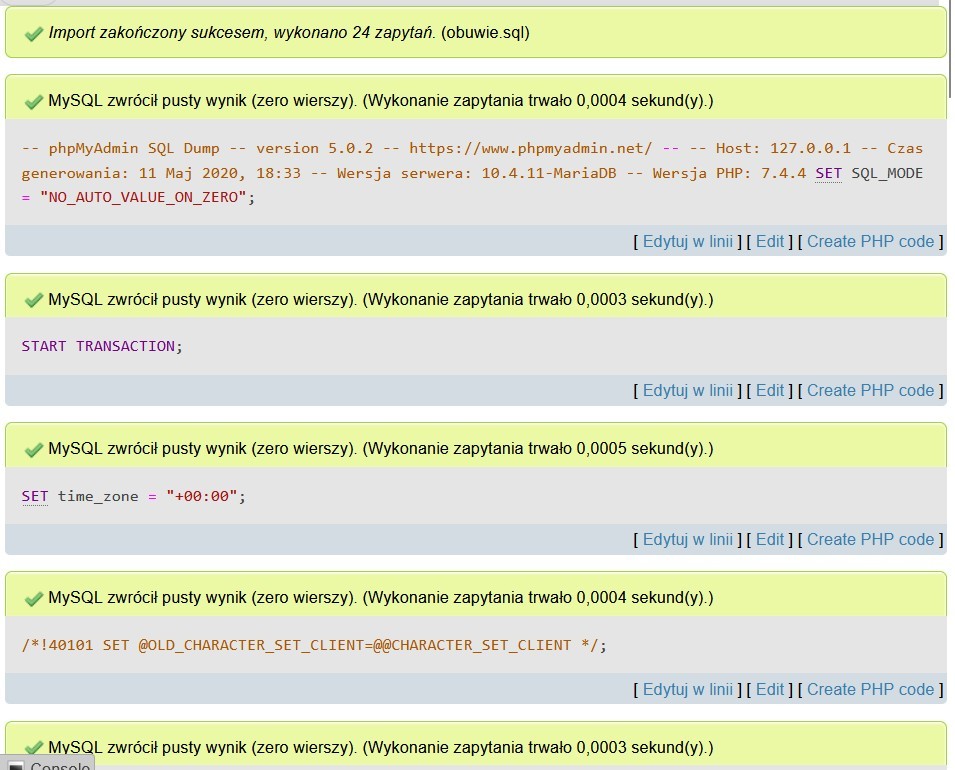 Import zakończony sukcesem, wykonano 24 zapytań. (obuwie.sql)
MySQL zwrócił pusty wynik (zero wierszy). (Wykonanie zapytania trwało 0,0004 sekund(y).)
-- phpMyAdmin SQL Dump -- version 5.0.2 -- https://www.phpmyadmin.net/ -- -- Host: 127.0.0.1 -- Czas
generowania: 11 Maj 2020, 18:33 -- Wersja serwera: 10.4.11-MariaDB -- Wersja PHP: 7.4.4 SET SQL_MODE
= "NO_AUTO_VALUE_ON_ZERO";
[ Edytuj w linii ] [ Edit ] [ Create PHP code ]
MySQL zwrócił pusty wynik (zero wierszy). (Wykonanie zapytania trwało 0,0003 sekund(y).)
START TRANSACTION;
[ Edytuj w linii ] [ Edit ] [ Create PHP code ]
MySQL zwrócił pusty wynik (zero wierszy). (Wykonanie zapytania trwało 0,0005 sekund(y).)
SET time_zone = "+00:00";
[ Edytuj w linii ] [ Edit ] [ Create PHP code ]
MySQL zwrócił pusty wynik (zero wierszy). (Wykonanie zapytania trwało 0,0004 sekund(y).)
/*!40101 SET @OLD_CHARACTER_SET_CLIENT=@@CHARACTER_SET_CLIENT */;
[ Edytuj w linii ] [ Edit ] [ Create PHP code ]
MySQL zwrócił pusty wynik (zero wierszy). (Wykonanie zapytania trwało 0,0003 sekund(y).)
Console